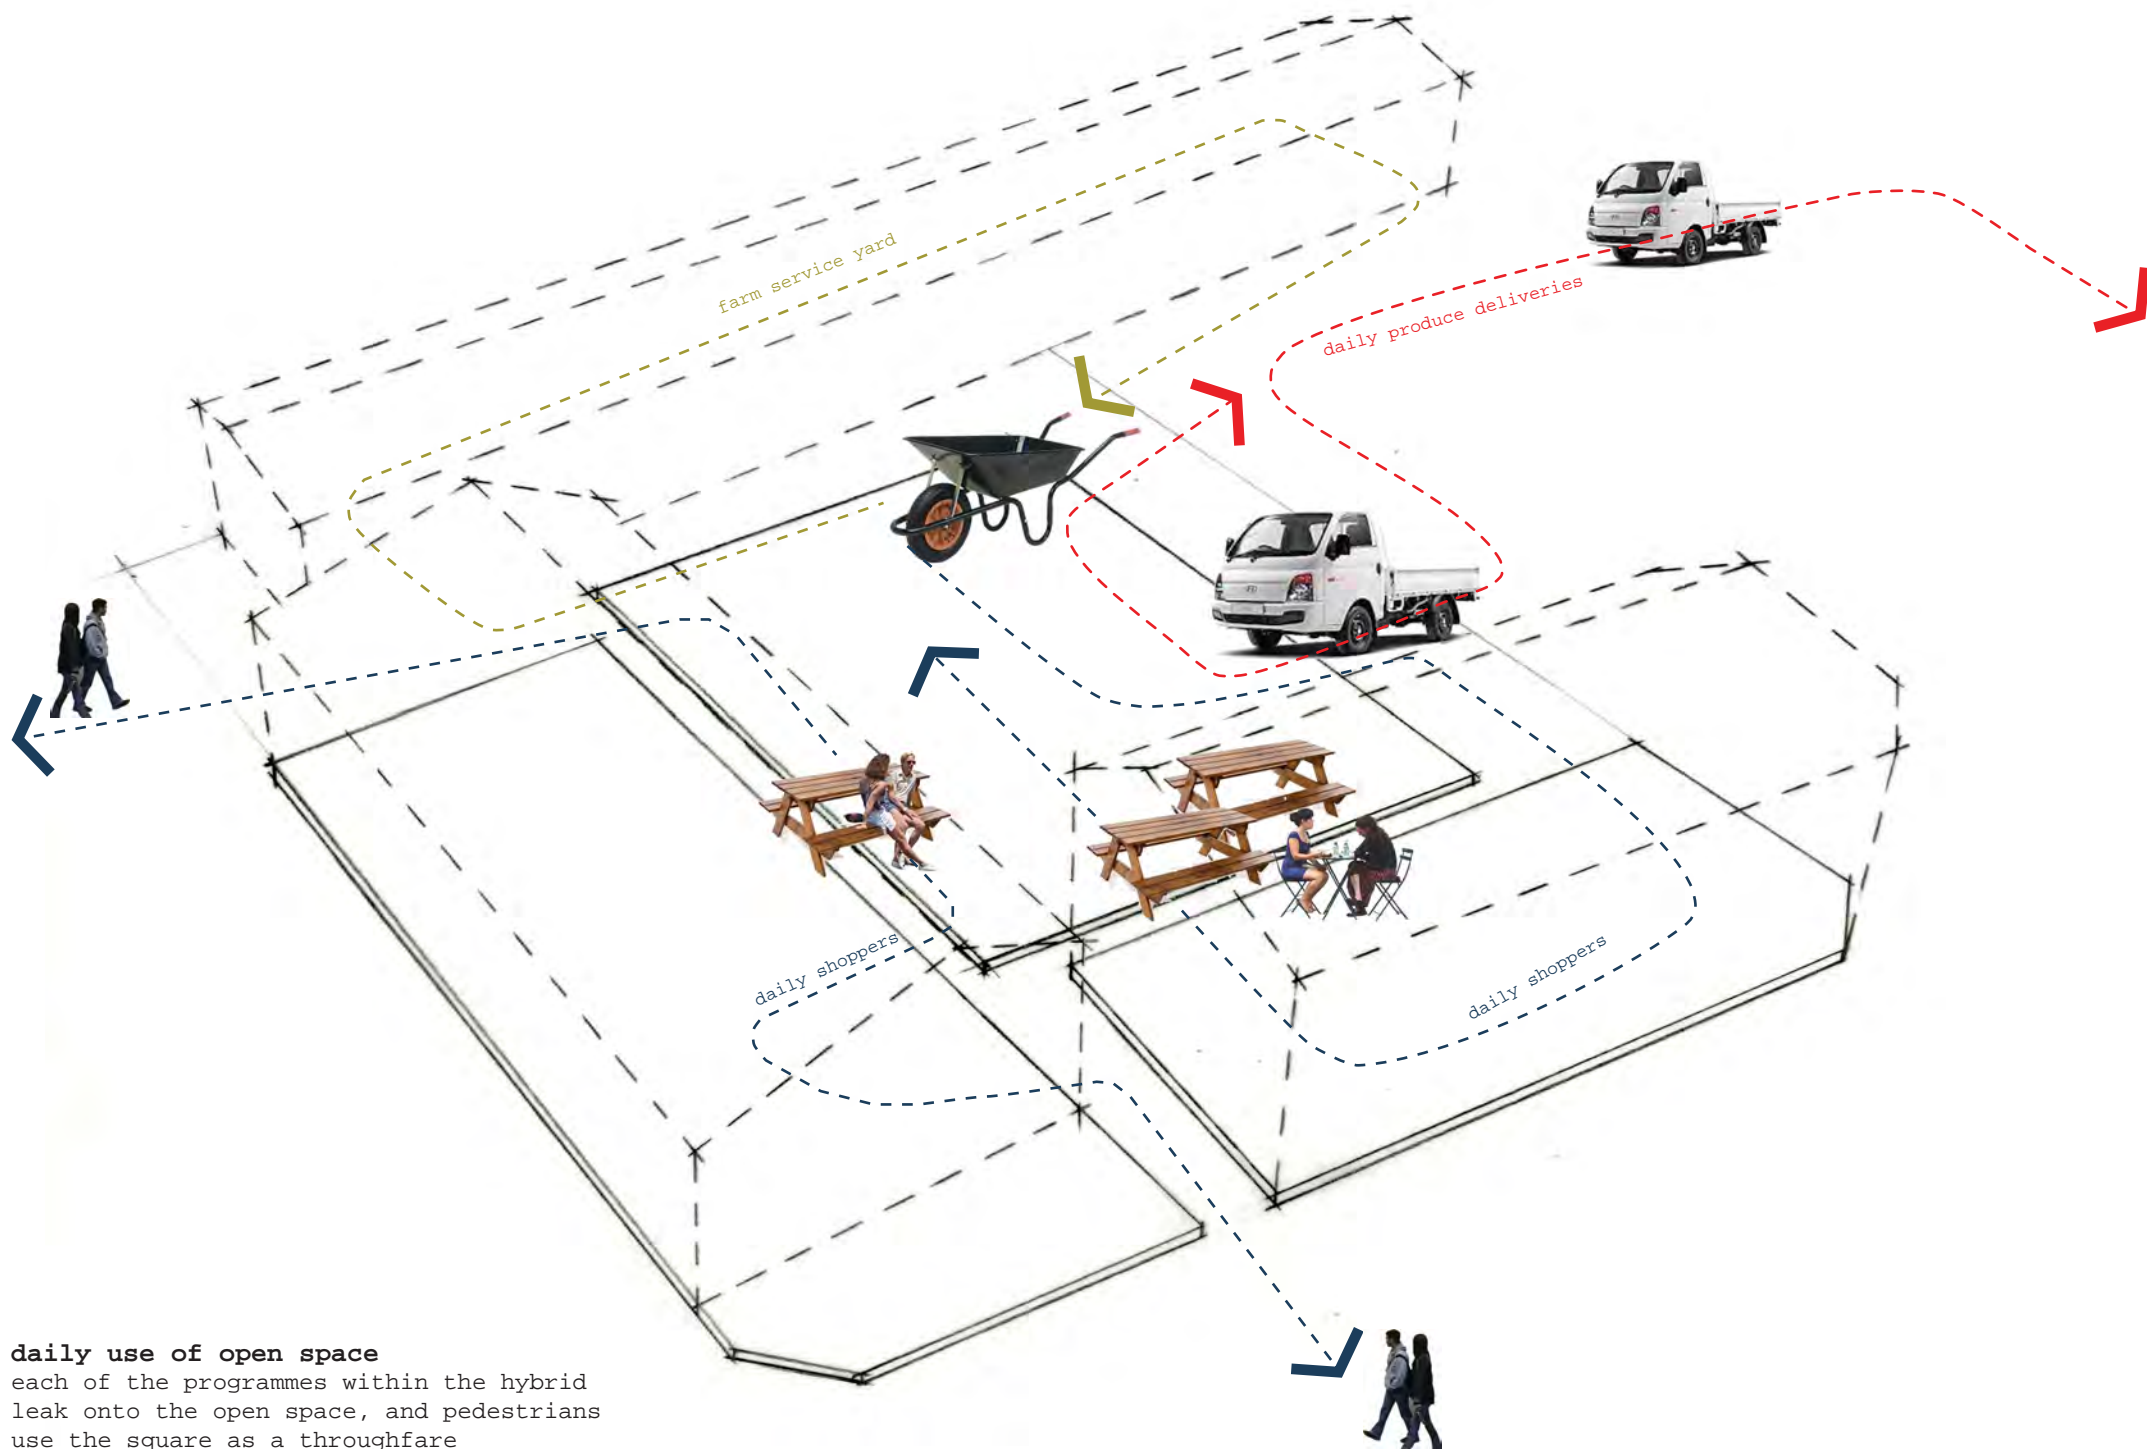 farm service yard
daily produce deliveries
daily shoppers
daily shoppers
daily use of open space
each of the programmes within the hybrid
leak onto the open space, and pedestrians
use the square as a throughfare